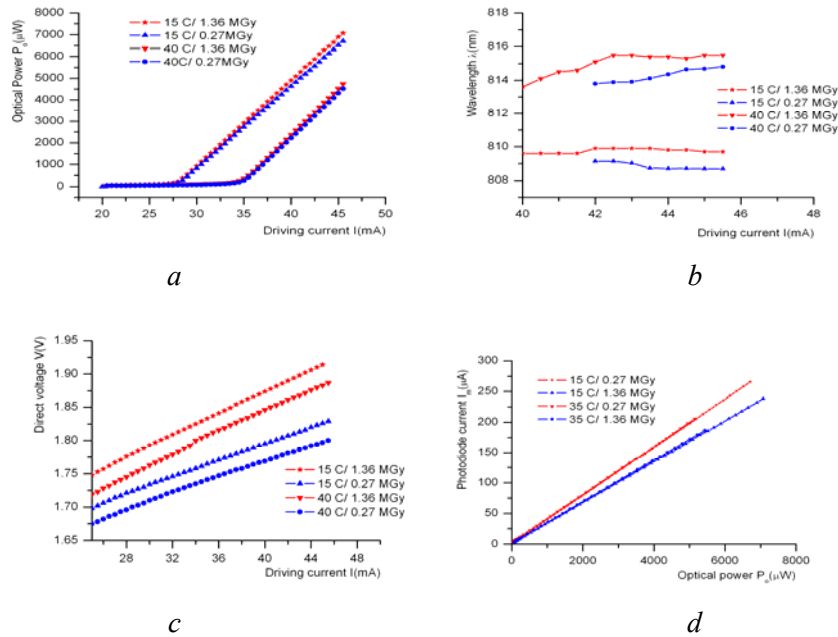 8000
7000
6000
5000
4000
3000
2000
1000
0
Optical Power Pₒ(μW)
15 C/ 1.36 MGy
15 C/ 0.27MGy
40 C/ 1.36 MGy
40C/ 0.27MGy
20 25 30 35 40 45 50
Driving current I(mA)
a
818
816
814
812
810
808
Wavelength λ(nm)
15 C/ 1.36 MGy
15 C/ 0.27 MGy
40 C/ 1.36 MGy
40 C/ 0.27 MGy
40 42 44 46 48
Driving current I(mA)
b
1.95
1.90
1.85
1.80
1.75
1.70
1.65
Direct voltage V(V)
15 C/ 1.36 MGy
40 C/ 1.36 MGy
15 C/ 0.27 MGy
40 C/ 0.27 MGy
28 32 36 40 44 48
Driving current I(mA)
c
300
250
200
150
100
50
0
Photodiode current Iₘ(μA)
15 C/ 0.27 MGy
15 C/ 1.36 MGy
35 C/ 0.27 MGy
35 C/ 1.36 MGy
0 2000 4000 6000 8000
Optical power Pₒ(μW)
d